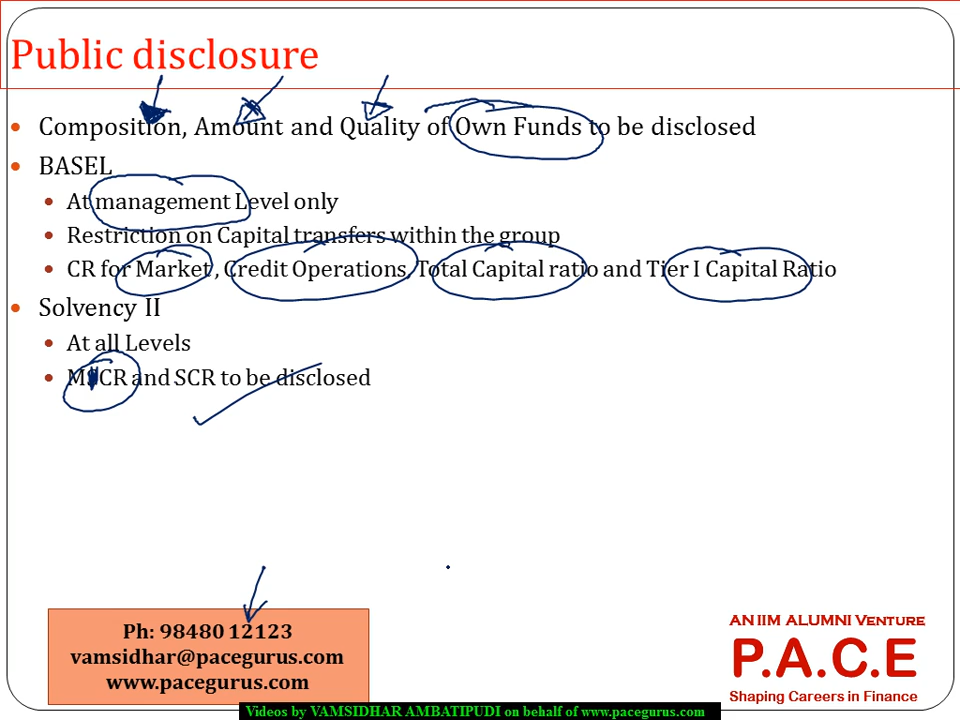 Public disclosure
Composition, Amount and Quality of Own Funds to be disclosed
BASEL
At management Level only
Restriction on Capital transfers within the group
CR for Market , Credit Operations, Total Capital ratio and Tier I Capital Ratio
Solvency II
At all Levels
MSCR and SCR to be disclosed
Ph: 98480 12123
vamsidhar@pacegurus.com
www.pacegurus.com
AN IIM ALUMNI VENTURE
P.A.C.E
Shaping Careers in Finance
Videos by VAMSIDHAR AMBATIPUDI on behalf of www.pacegurus.com